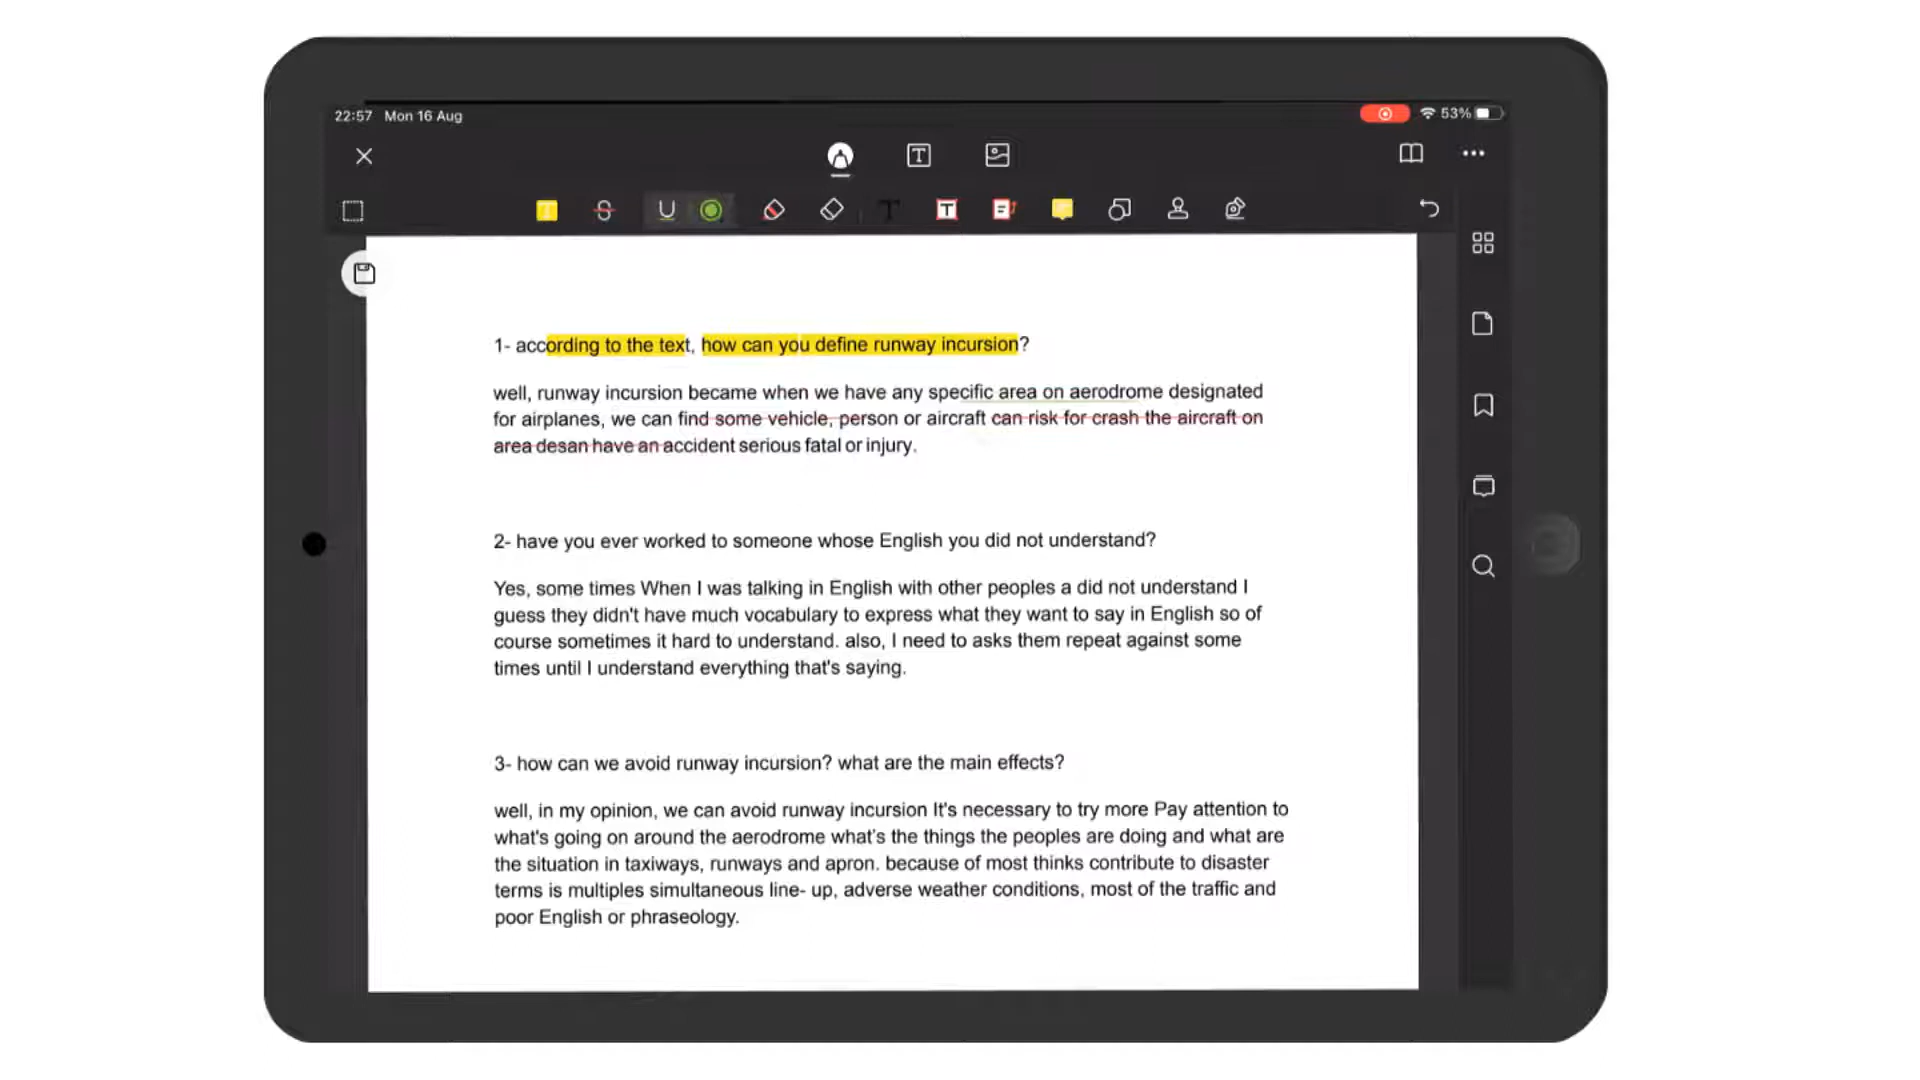 22:57 Mon 16 Aug
53%
1- according to the text, how can you define runway incursion?
well, runway incursion became when we have any specific area on aerodrome designated
for airplanes, we can find some vehicle, person or aircraft can risk for crash the aircraft on
area desan have an accident serious fatal or injury.
2- have you ever worked to someone whose English you did not understand?
Yes, some times When I was talking in English with other peoples a did not understand I
guess they didn't have much vocabulary to express what they want to say in English so of
course sometimes it hard to understand. also, I need to asks them repeat against some
times until I understand everything that's saying.
3- how can we avoid runway incursion? what are the main effects?
well, in my opinion, we can avoid runway incursion It's necessary to try more Pay attention to
what's going on around the aerodrome what's the things the peoples are doing and what are
the situation in taxiways, runways and apron. because of most thinks contribute to disaster
terms is multiples simultaneous line- up, adverse weather conditions, most of the traffic and
poor English or phraseology.